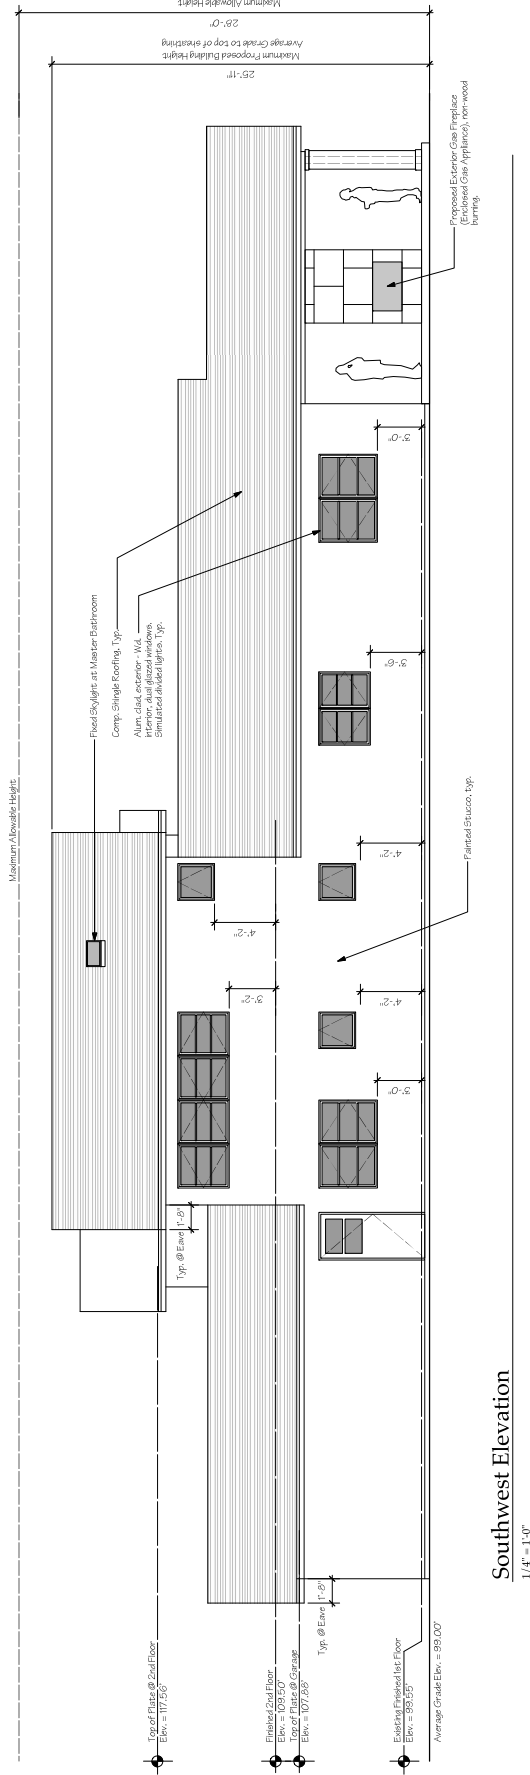 Maximum Allowable Height
28'-0"
Maximum Proposed Building Height
Average Grade to top of sheathing
25'-11"
Maximum Allowable Height
Fixed Skylight at Master Bathroom
Comp. Shingle Roofing, Typ.
Alum. clad, exterior - Wd.
interior, dual glazed windows.
Simulated divided lights. Typ.
Proposed Exterior Gas Fireplace
(Enclosed Gas Appliance), non-wood
burning.
3'-0"
3'-6"
4'-2"
4'-2"
3'-2"
4'-2"
3'-0"
Painted Stucco, typ.
Typ. @ Eave
1'-8"
Typ. @ Eave
1'-8"
Top of Plate @ 2nd Floor
Elev. = 117.56'
Finished 2nd Floor
Elev. = 109.50'
Top of Plate @ Garage
Elev. = 107.88'
Existing Finished 1st Floor
Elev. = 99.55'
Average Grade Elev. = 99.00'
Southwest Elevation
1/4" = 1'-0"